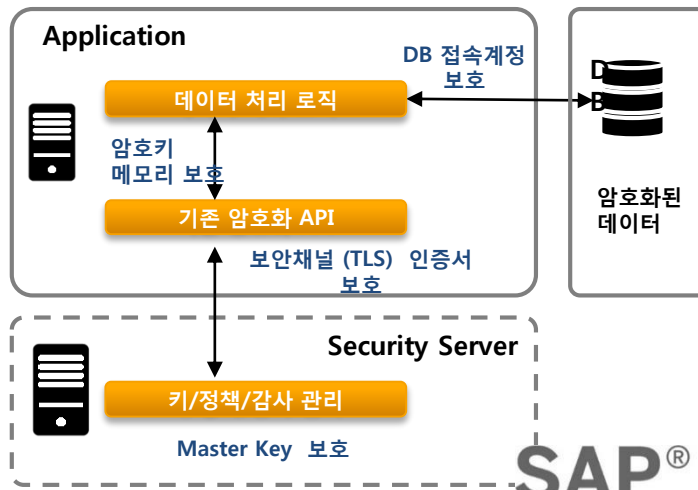 Application
DB 접속계정
보호
데이터 처리 로직
DB
암호키
메모리 보호
암호화된
데이터
기존 암호화 API
보안채널 (TLS) 인증서
보호
Security Server
키/정책/감사 관리
Master Key 보호
SAP®